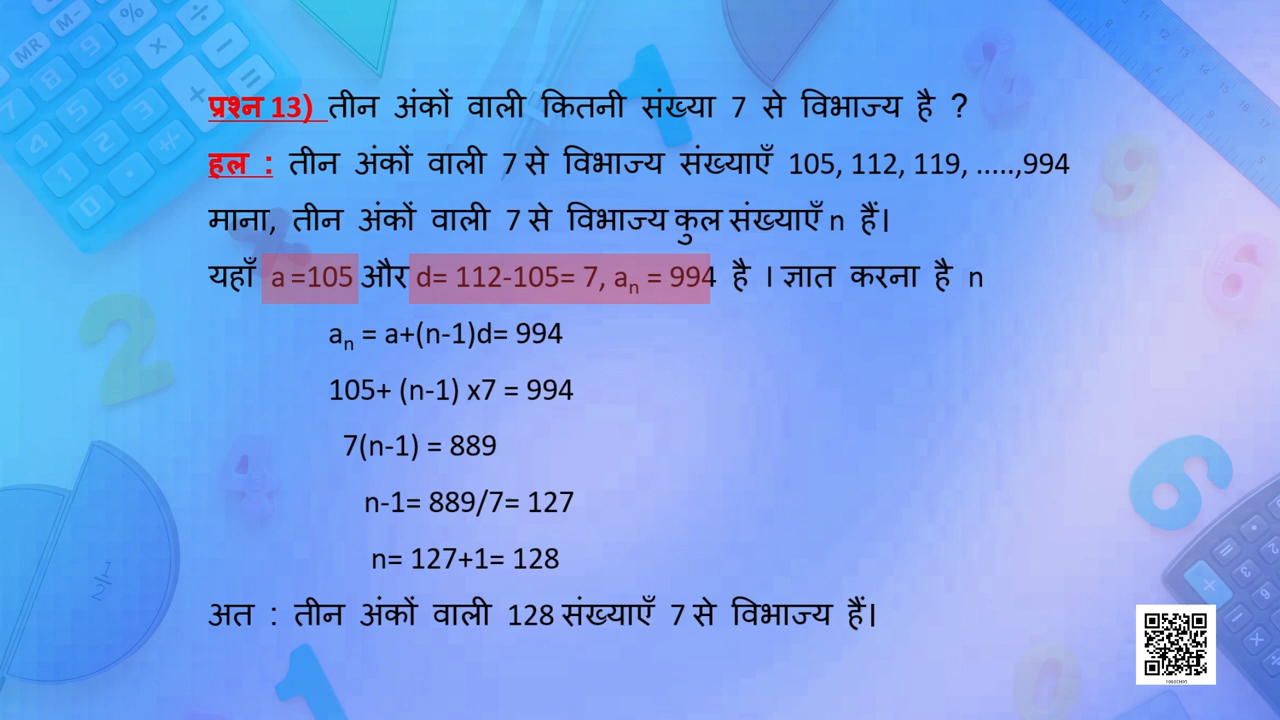 प्रश्न 13) तीन अंकों वाली कितनी संख्या 7 से विभाज्य है ?
हल : तीन अंकों वाली 7 से विभाज्य संख्याएँ 105, 112, 119, .....,994
माना, तीन अंकों वाली 7 से विभाज्य कुल संख्याएँ n हैं।
यहाँ a =105 और d= 112-105= 7, aₙ = 994 है । ज्ञात करना है n
aₙ = a+(n-1)d= 994
105+ (n-1) x7 = 994
7(n-1) = 889
n-1= 889/7= 127
n= 127+1= 128
अत : तीन अंकों वाली 128 संख्याएँ 7 से विभाज्य हैं।